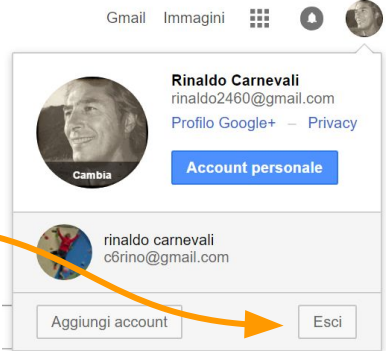 Gmail Immagini
Rinaldo Carnevali
rinaldo2460@gmail.com
Profilo Google+ – Privacy
Cambia
Account personale
rinaldo carnevali
c6rino@gmail.com
Aggiungi account
Esci